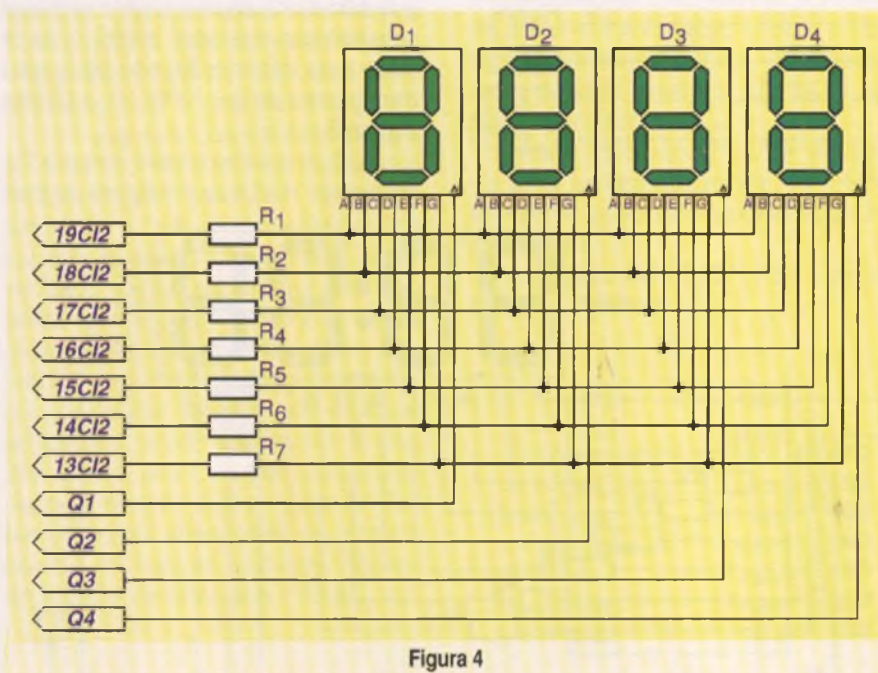 D1 D2 D3 D4
A B C D E F G A B C D E F G A B C D E F G A B C D E F G
19CI2 R1
18CI2 R2
17CI2 R3
16CI2 R4
15CI2 R5
14CI2 R6
13CI2 R7
Q1
Q2
Q3
Q4
Figura 4